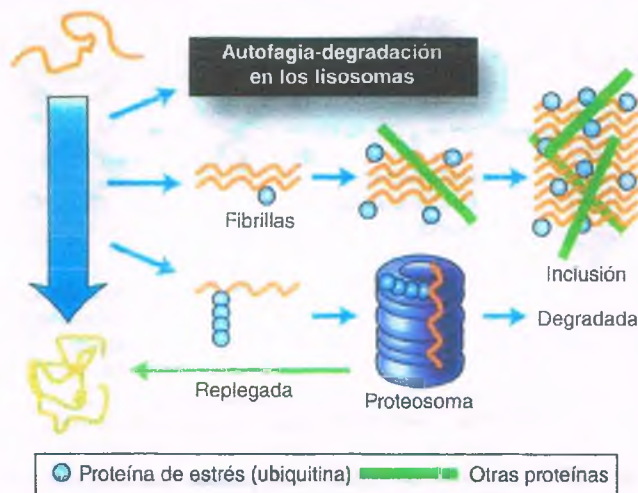 Autofagia-degradación
en los lisosomas
Fibrillas
Inclusión
Degradada
Replegada
Proteosoma
Proteína de estrés (ubiquitina) Otras proteínas